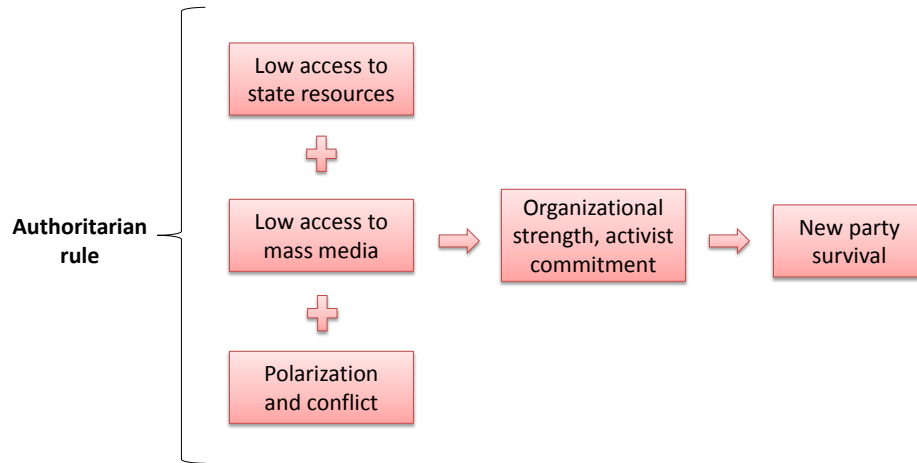 Authoritarian
rule
Low access to
state resources
Low access to
mass media
Polarization
and conflict
Organizational
strength, activist
commitment
New party
survival